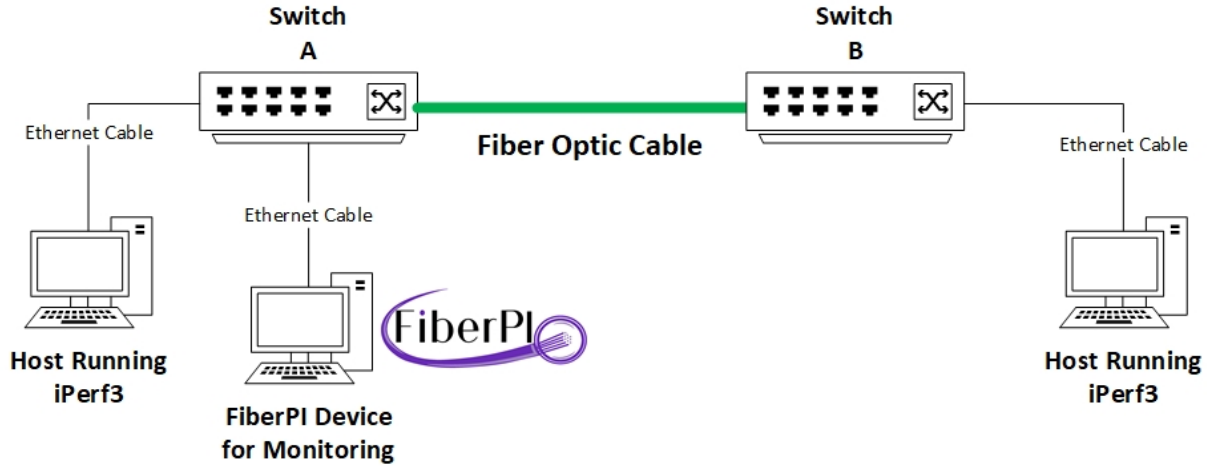 Switch
A
Switch
B
Ethernet Cable
Fiber Optic Cable
Ethernet Cable
Ethernet Cable
FiberPI
Host Running
iPerf3
FiberPI Device
for Monitoring
Host Running
iPerf3